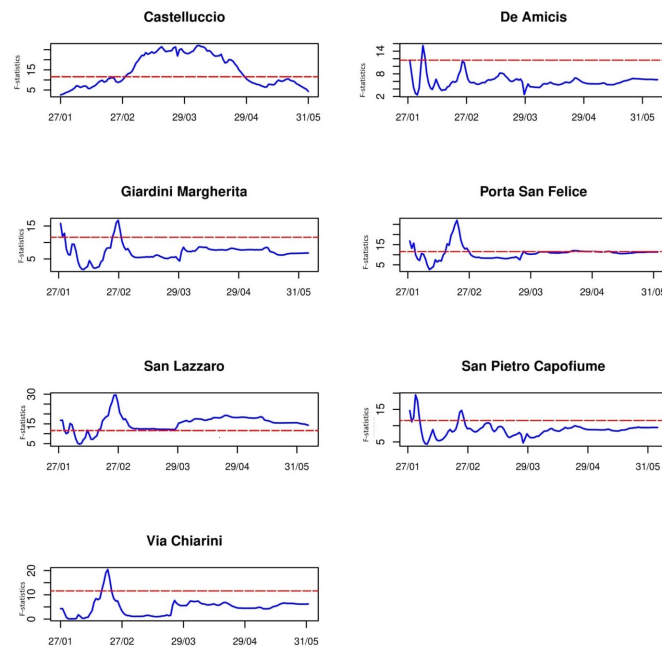 Castelluccio
F-statistics
5 15
27/01 27/02 29/03 29/04 31/05
De Amicis
F-statistics
2 8 14
27/01 27/02 29/03 29/04 31/05
Giardini Margherita
F-statistics
5 15
27/01 27/02 29/03 29/04 31/05
Porta San Felice
F-statistics
5 15
27/01 27/02 29/03 29/04 31/05
San Lazzaro
F-statistics
5 15 30
27/01 27/02 29/03 29/04 31/05
San Pietro Capofiume
F-statistics
5 15
27/01 27/02 29/03 29/04 31/05
Via Chiarini
F-statistics
0 10 20
27/01 27/02 29/03 29/04 31/05